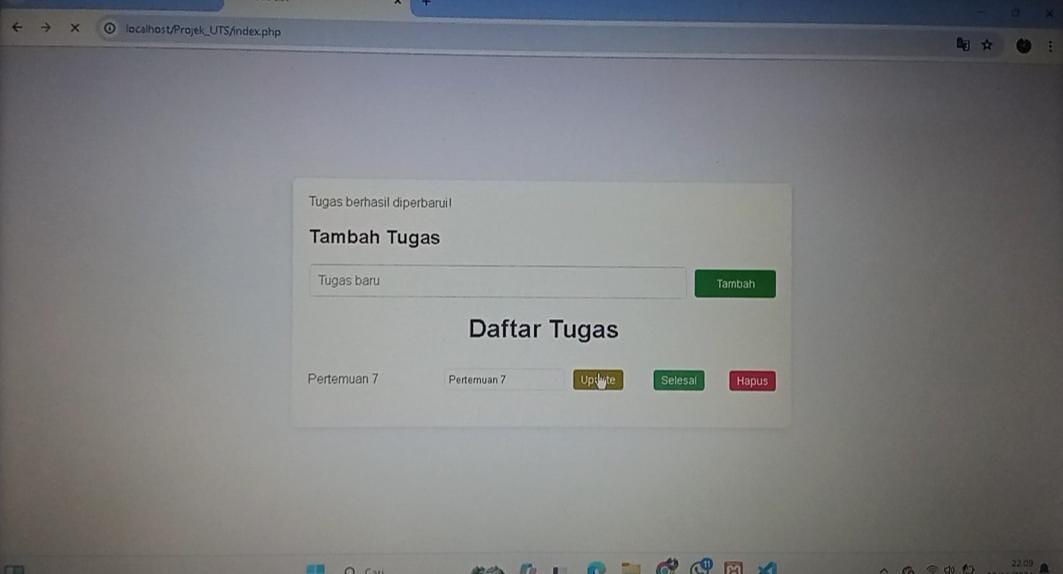 localhost/Projek_UTS/index.php
Tugas berhasil diperbarui!
Tambah Tugas
Tugas baru
Tambah
Daftar Tugas
Pertemuan 7
Pertemuan 7
Update
Selesai
Hapus
Cari
11
22.09